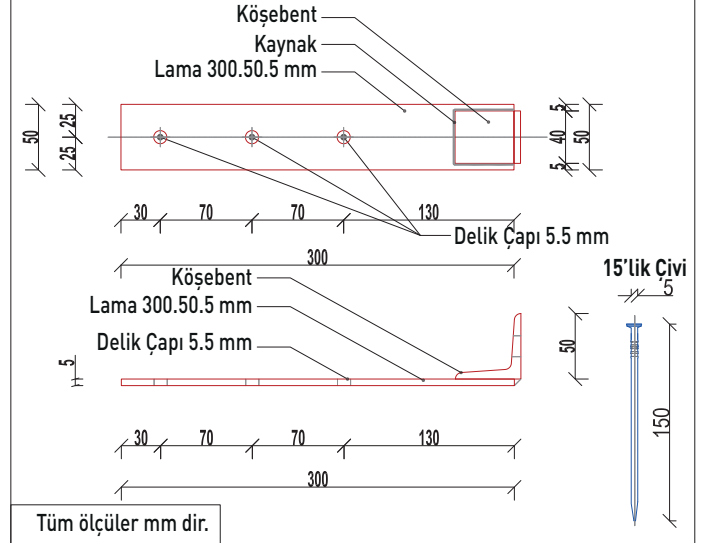 Köşebent
Kaynak
Lama 300.50.5 mm
50
25
25
5
40
5
50
30 70 70 130
Delik Çapı 5.5 mm
300
15'lik Çivi
5
Köşebent
Lama 300.50.5 mm
Delik Çapı 5.5 mm
5
50
150
30 70 70 130
300
Tüm ölçüler mm dir.